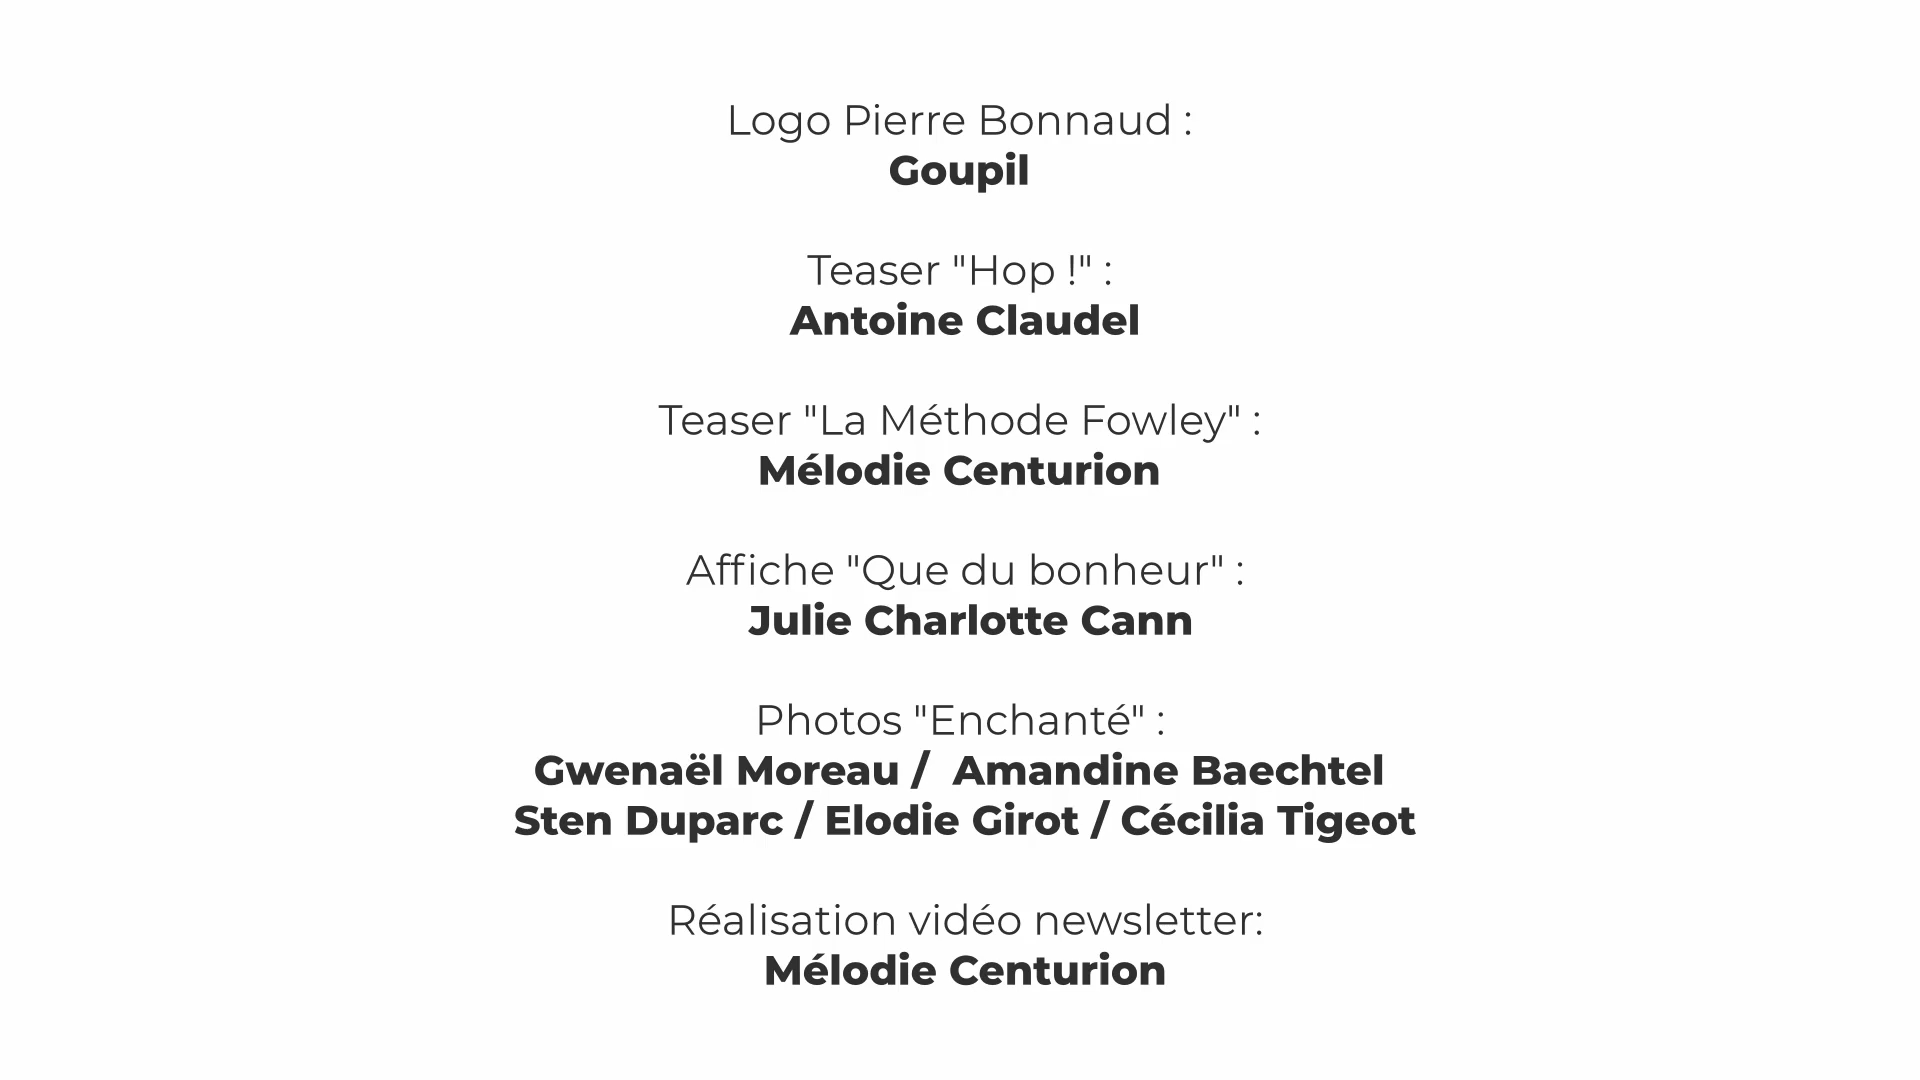 Logo Pierre Bonnaud :
Goupil
Teaser "Hop !" :
Antoine Claudel
Teaser "La Méthode Fowley" :
Mélodie Centurion
Affiche "Que du bonheur" :
Julie Charlotte Cann
Photos "Enchanté" :
Gwenaël Moreau /  Amandine Baechtel
Sten Duparc / Elodie Girot / Cécilia Tigeot
Réalisation vidéo newsletter:
Mélodie Centurion